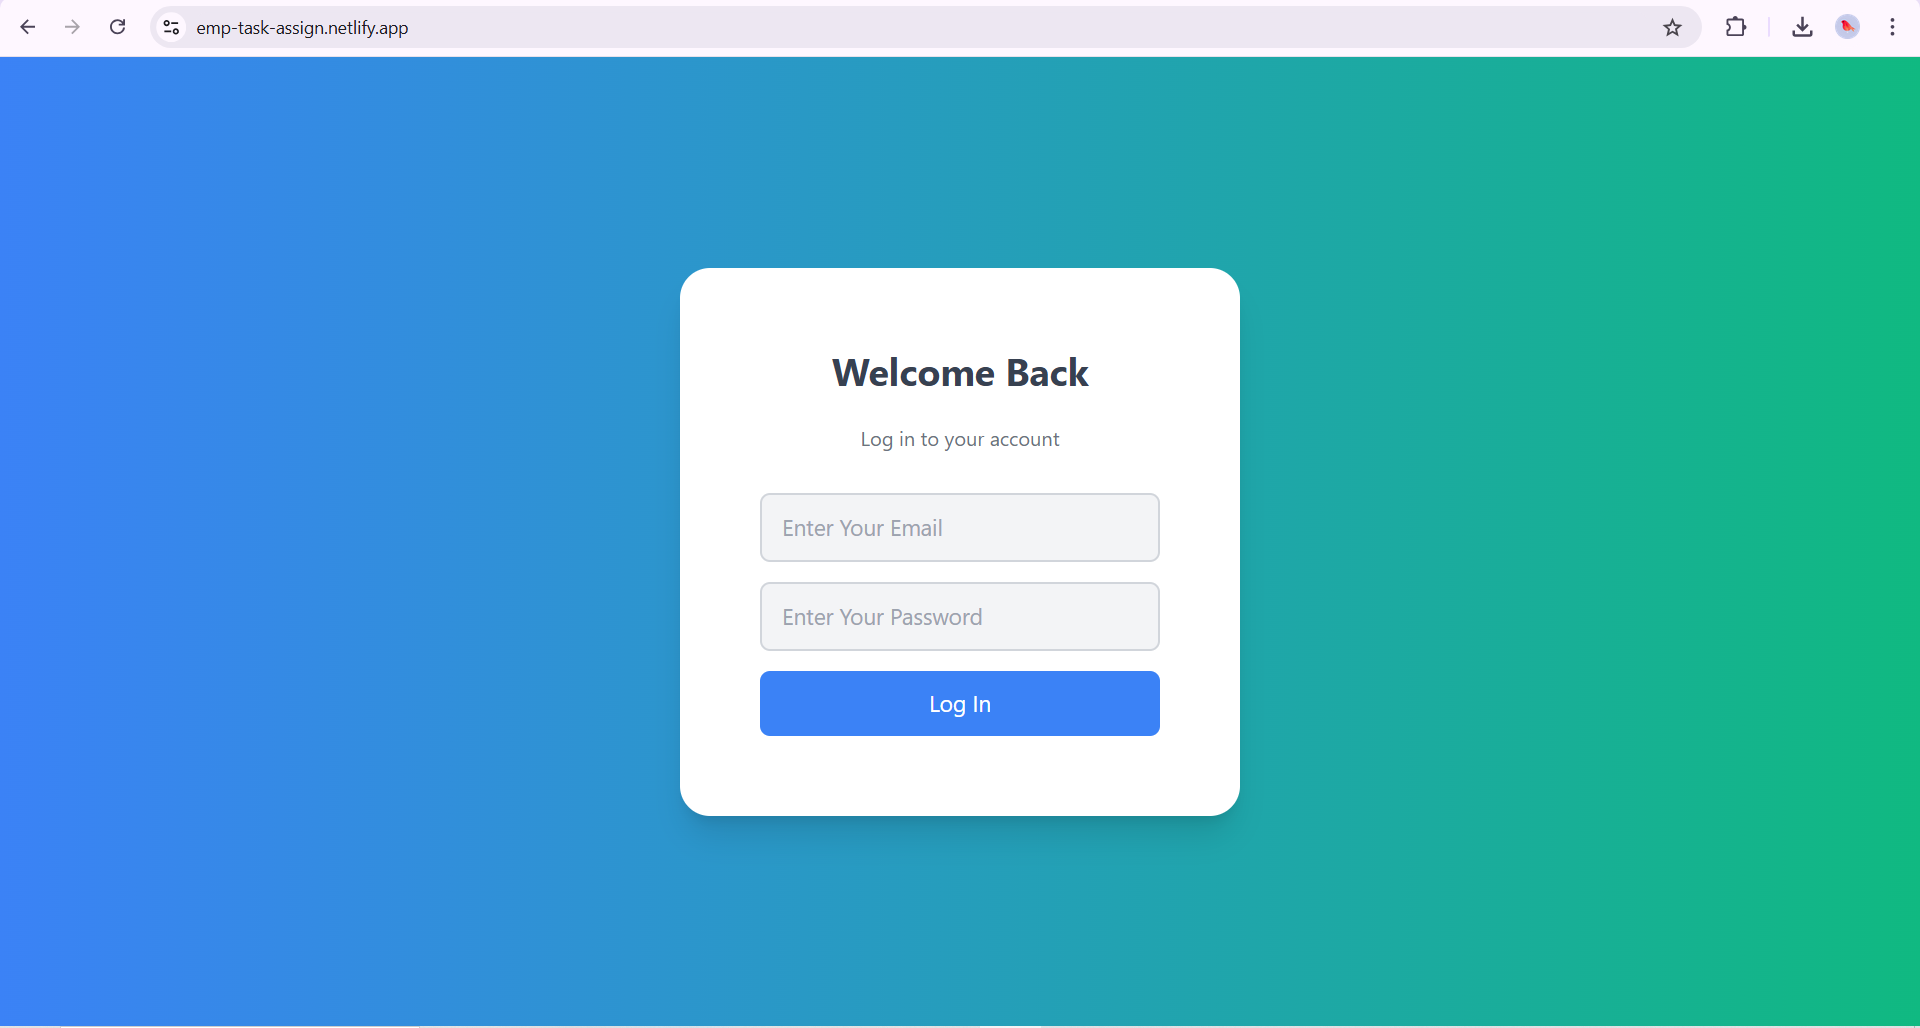 emp-task-assign.netlify.app
Welcome Back
Log in to your account
Enter Your Email
Enter Your Password
Log In